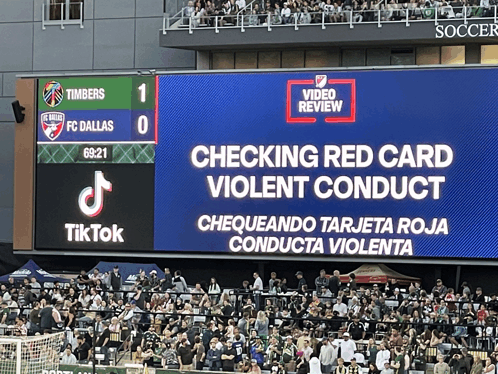 SOCCER
TIMBERS 1
FC DALLAS 0
69:21
TikTok
VIDEO
REVIEW
CHECKING RED CARD
VIOLENT CONDUCT
CHEQUEANDO TARJETA ROJA
CONDUCTA VIOLENTA